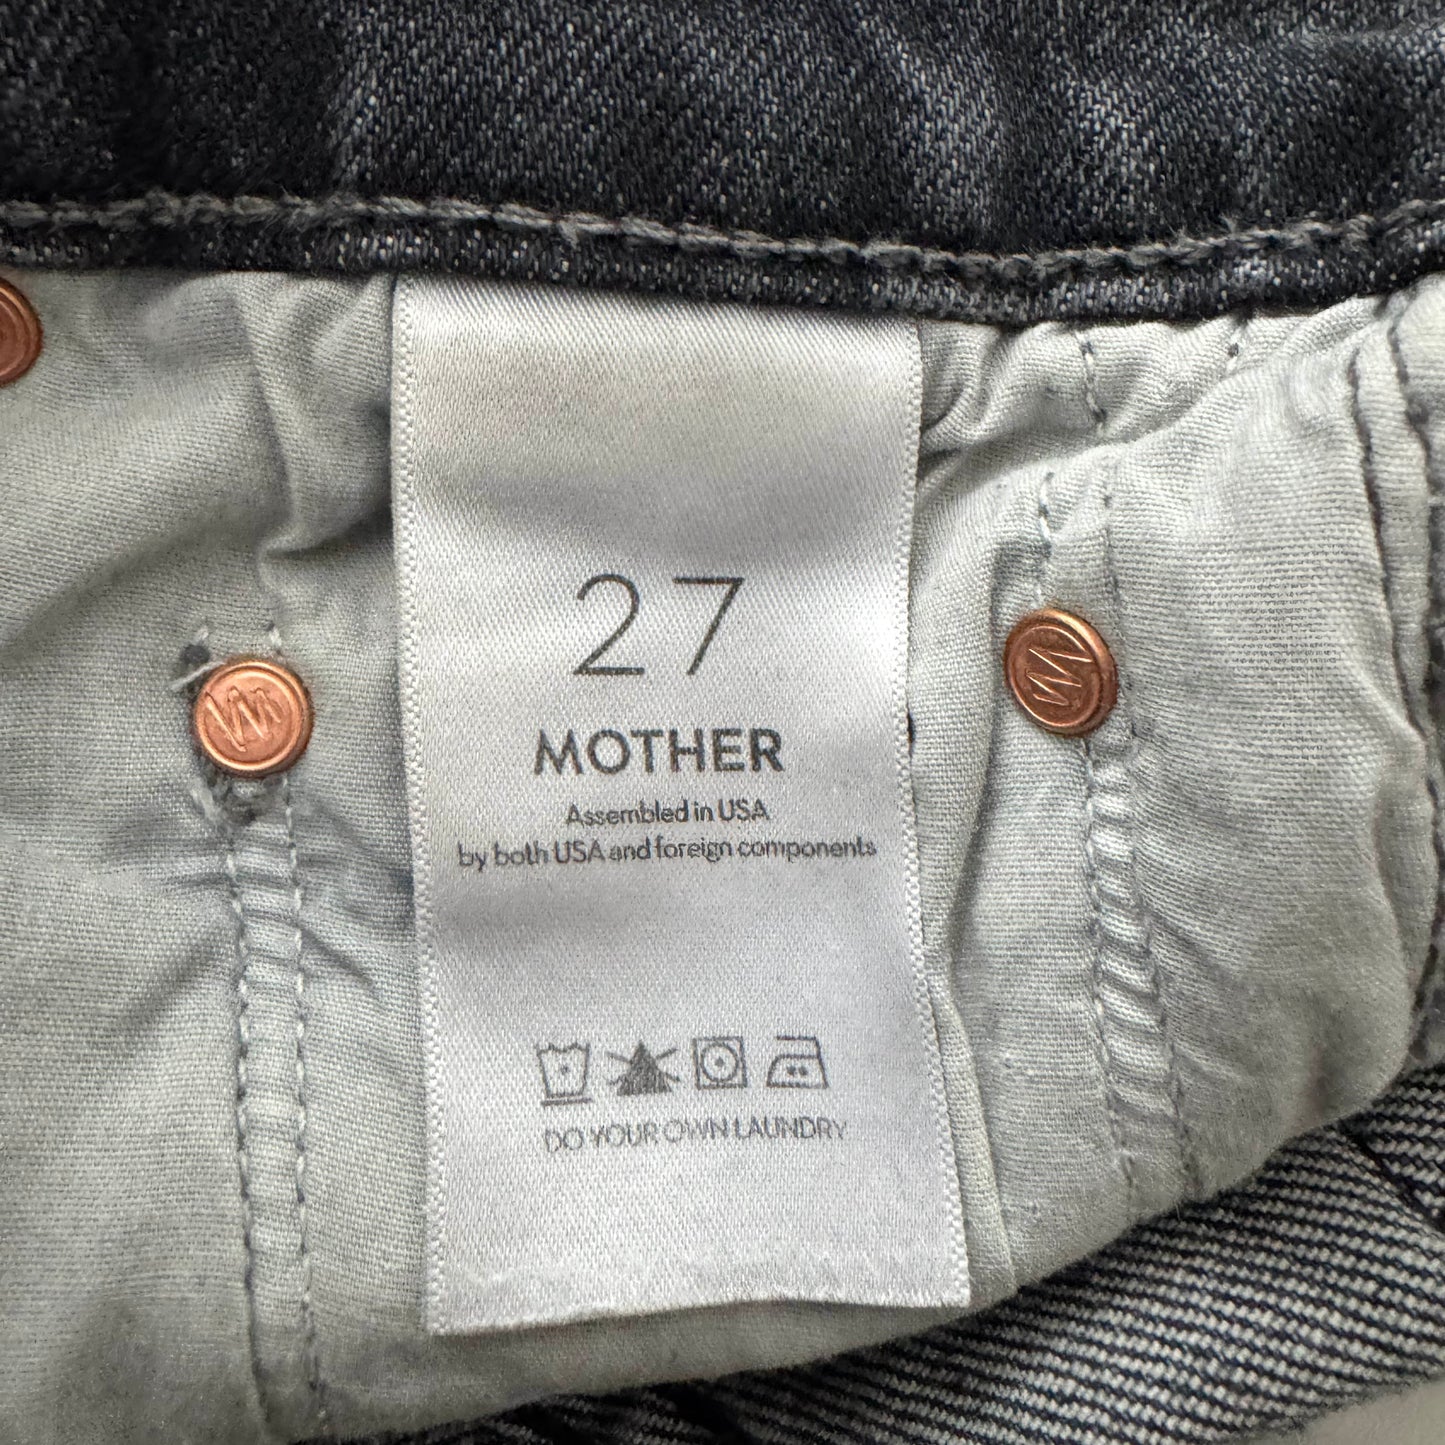 27
MOTHER
Assembled in USA
by both USA and foreign components
DO YOUR OWN LAUNDRY